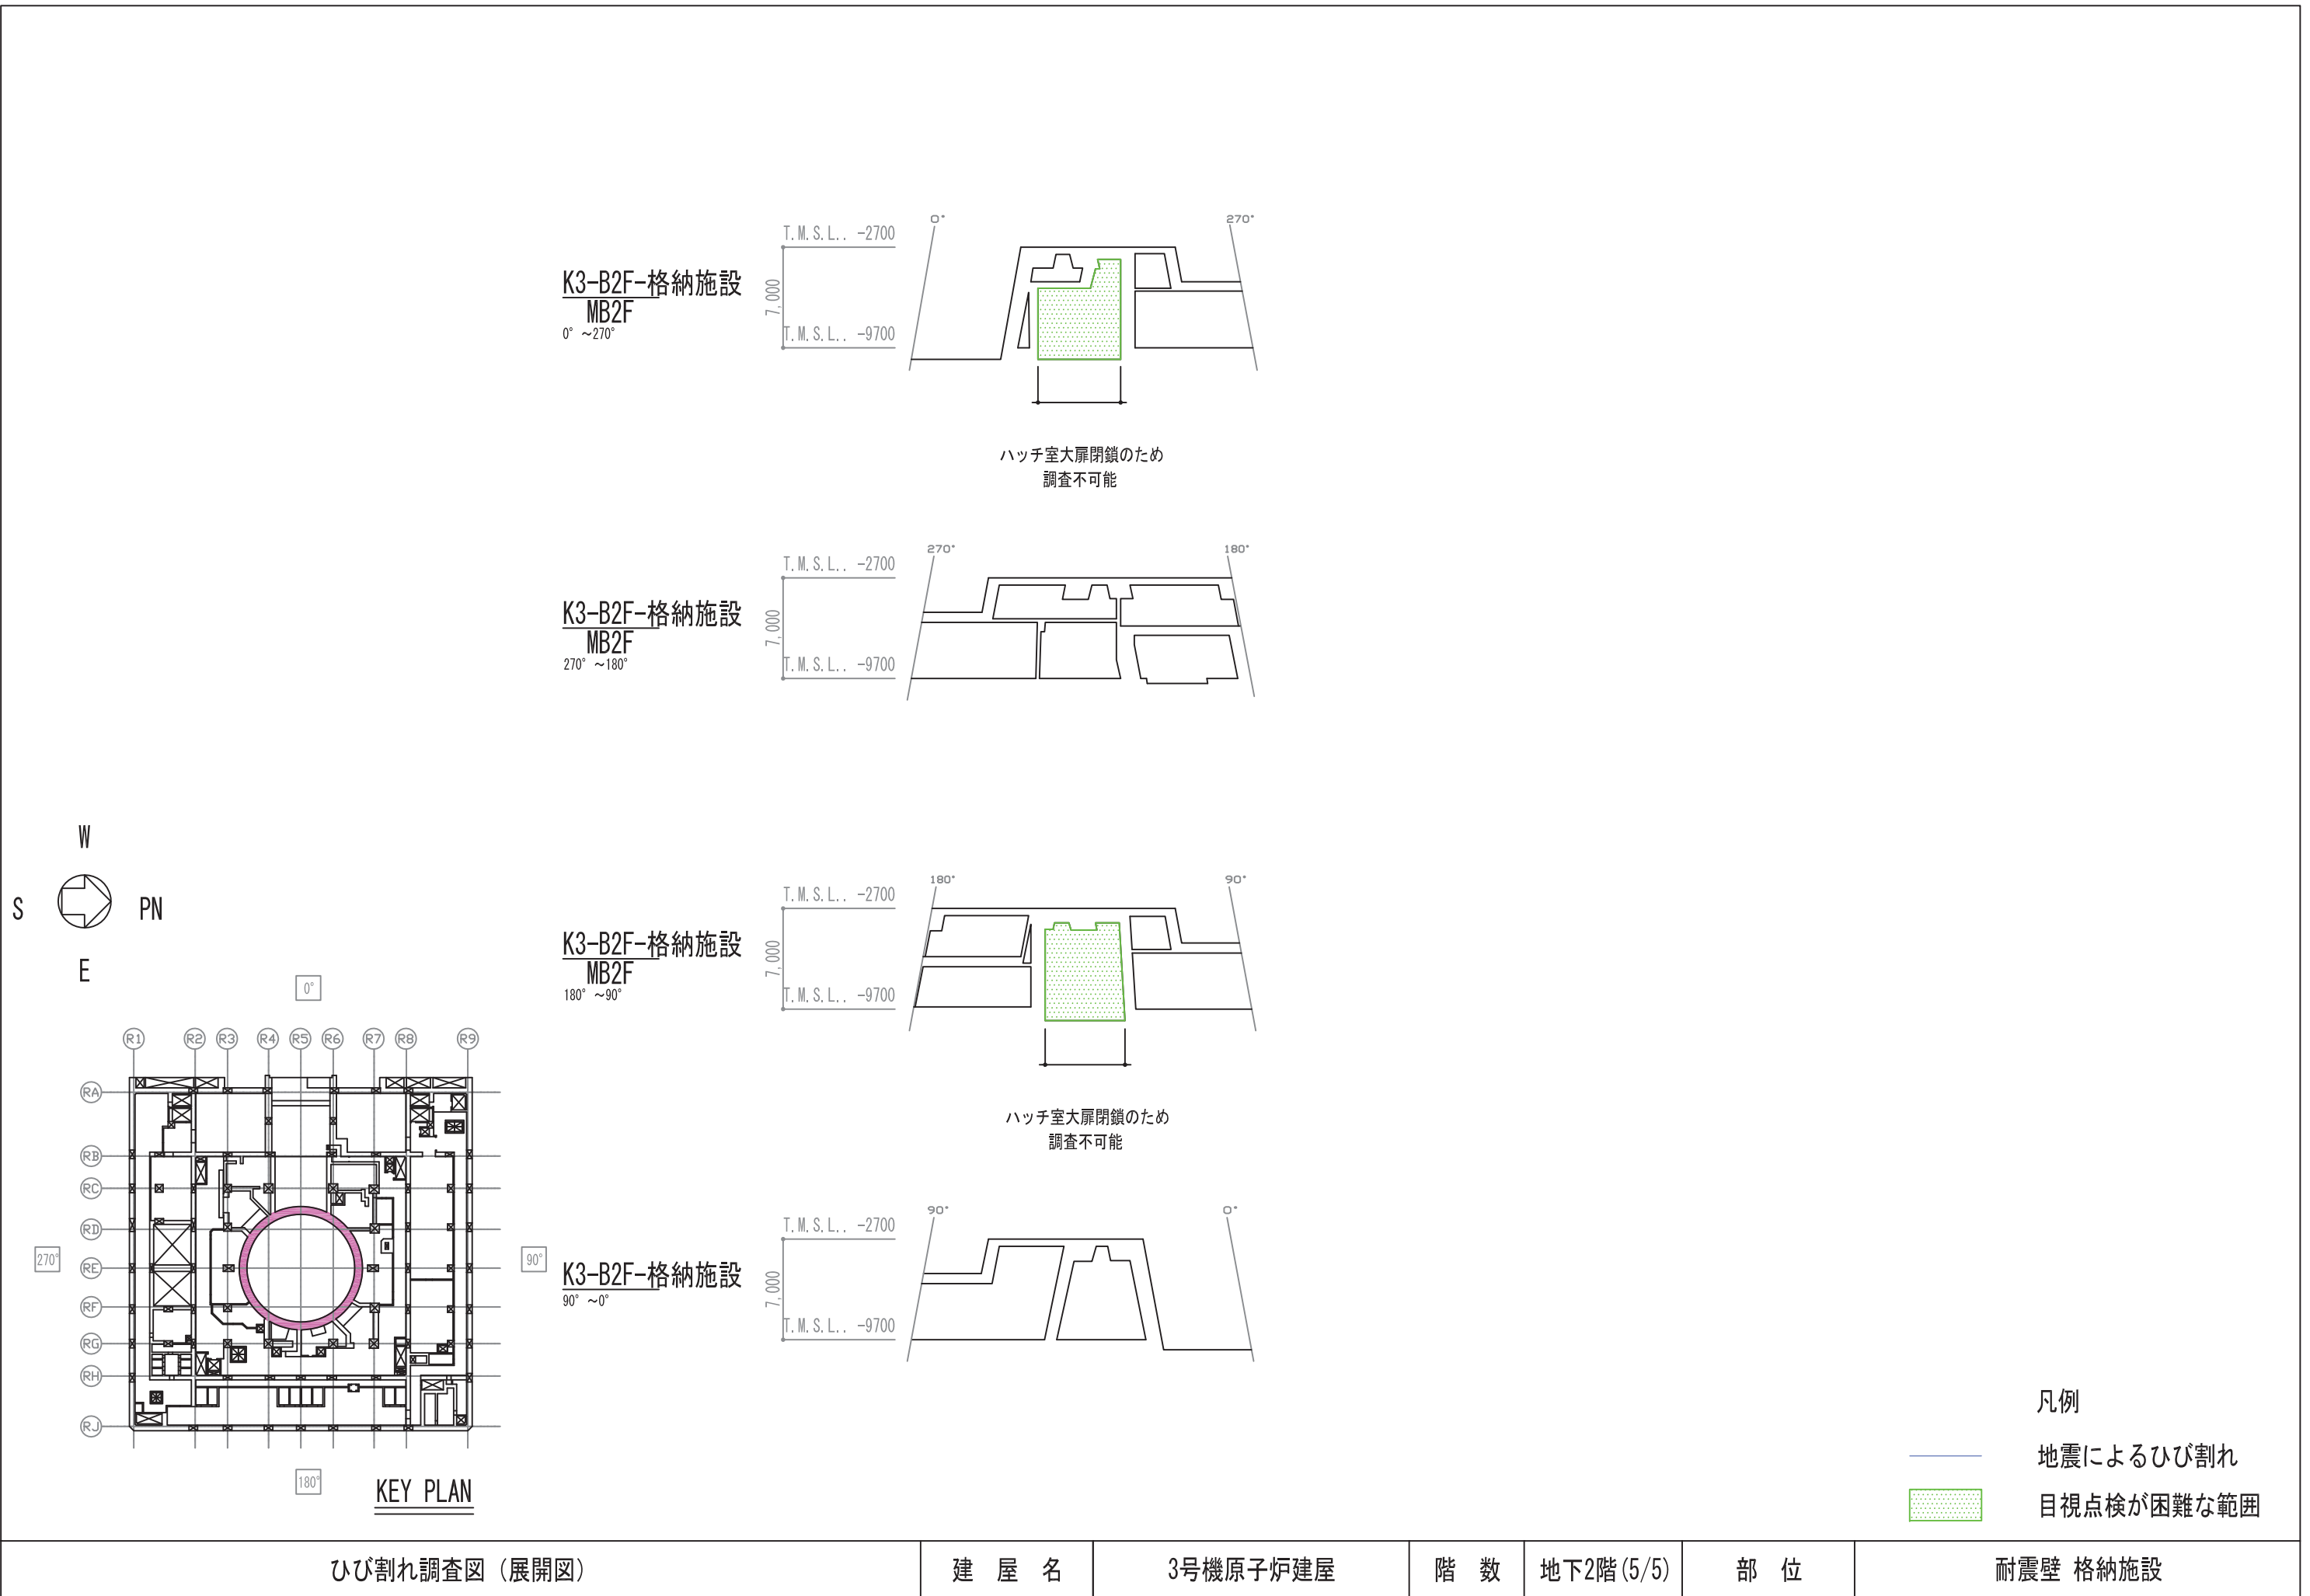 0° 270°
T.M.S.L.. -2700
K3-B2F-格納施設
MB2F
0° ~270°
7,000
T.M.S.L.. -9700
ハッチ室大扉閉鎖のため
調査不可能
270° 180°
T.M.S.L.. -2700
K3-B2F-格納施設
MB2F
270° ~180°
7,000
T.M.S.L.. -9700
W
S PN
E
180° 90°
T.M.S.L.. -2700
K3-B2F-格納施設
MB2F
180° ~90°
7,000
T.M.S.L.. -9700
ハッチ室大扉閉鎖のため
調査不可能
90° 0°
T.M.S.L.. -2700
K3-B2F-格納施設
90° ~0°
7,000
T.M.S.L.. -9700
0°
R1 R2 R3 R4 R5 R6 R7 R8 R9
RA
RB
RC
RD
270° RE 90°
RF
RG
RH
RJ
180°
KEY PLAN
凡例
地震によるひび割れ
目視点検が困難な範囲
ひび割れ調査図（展開図） 建 屋 名 3号機原子炉建屋 階 数 地下2階(5/5) 部 位 耐震壁 格納施設